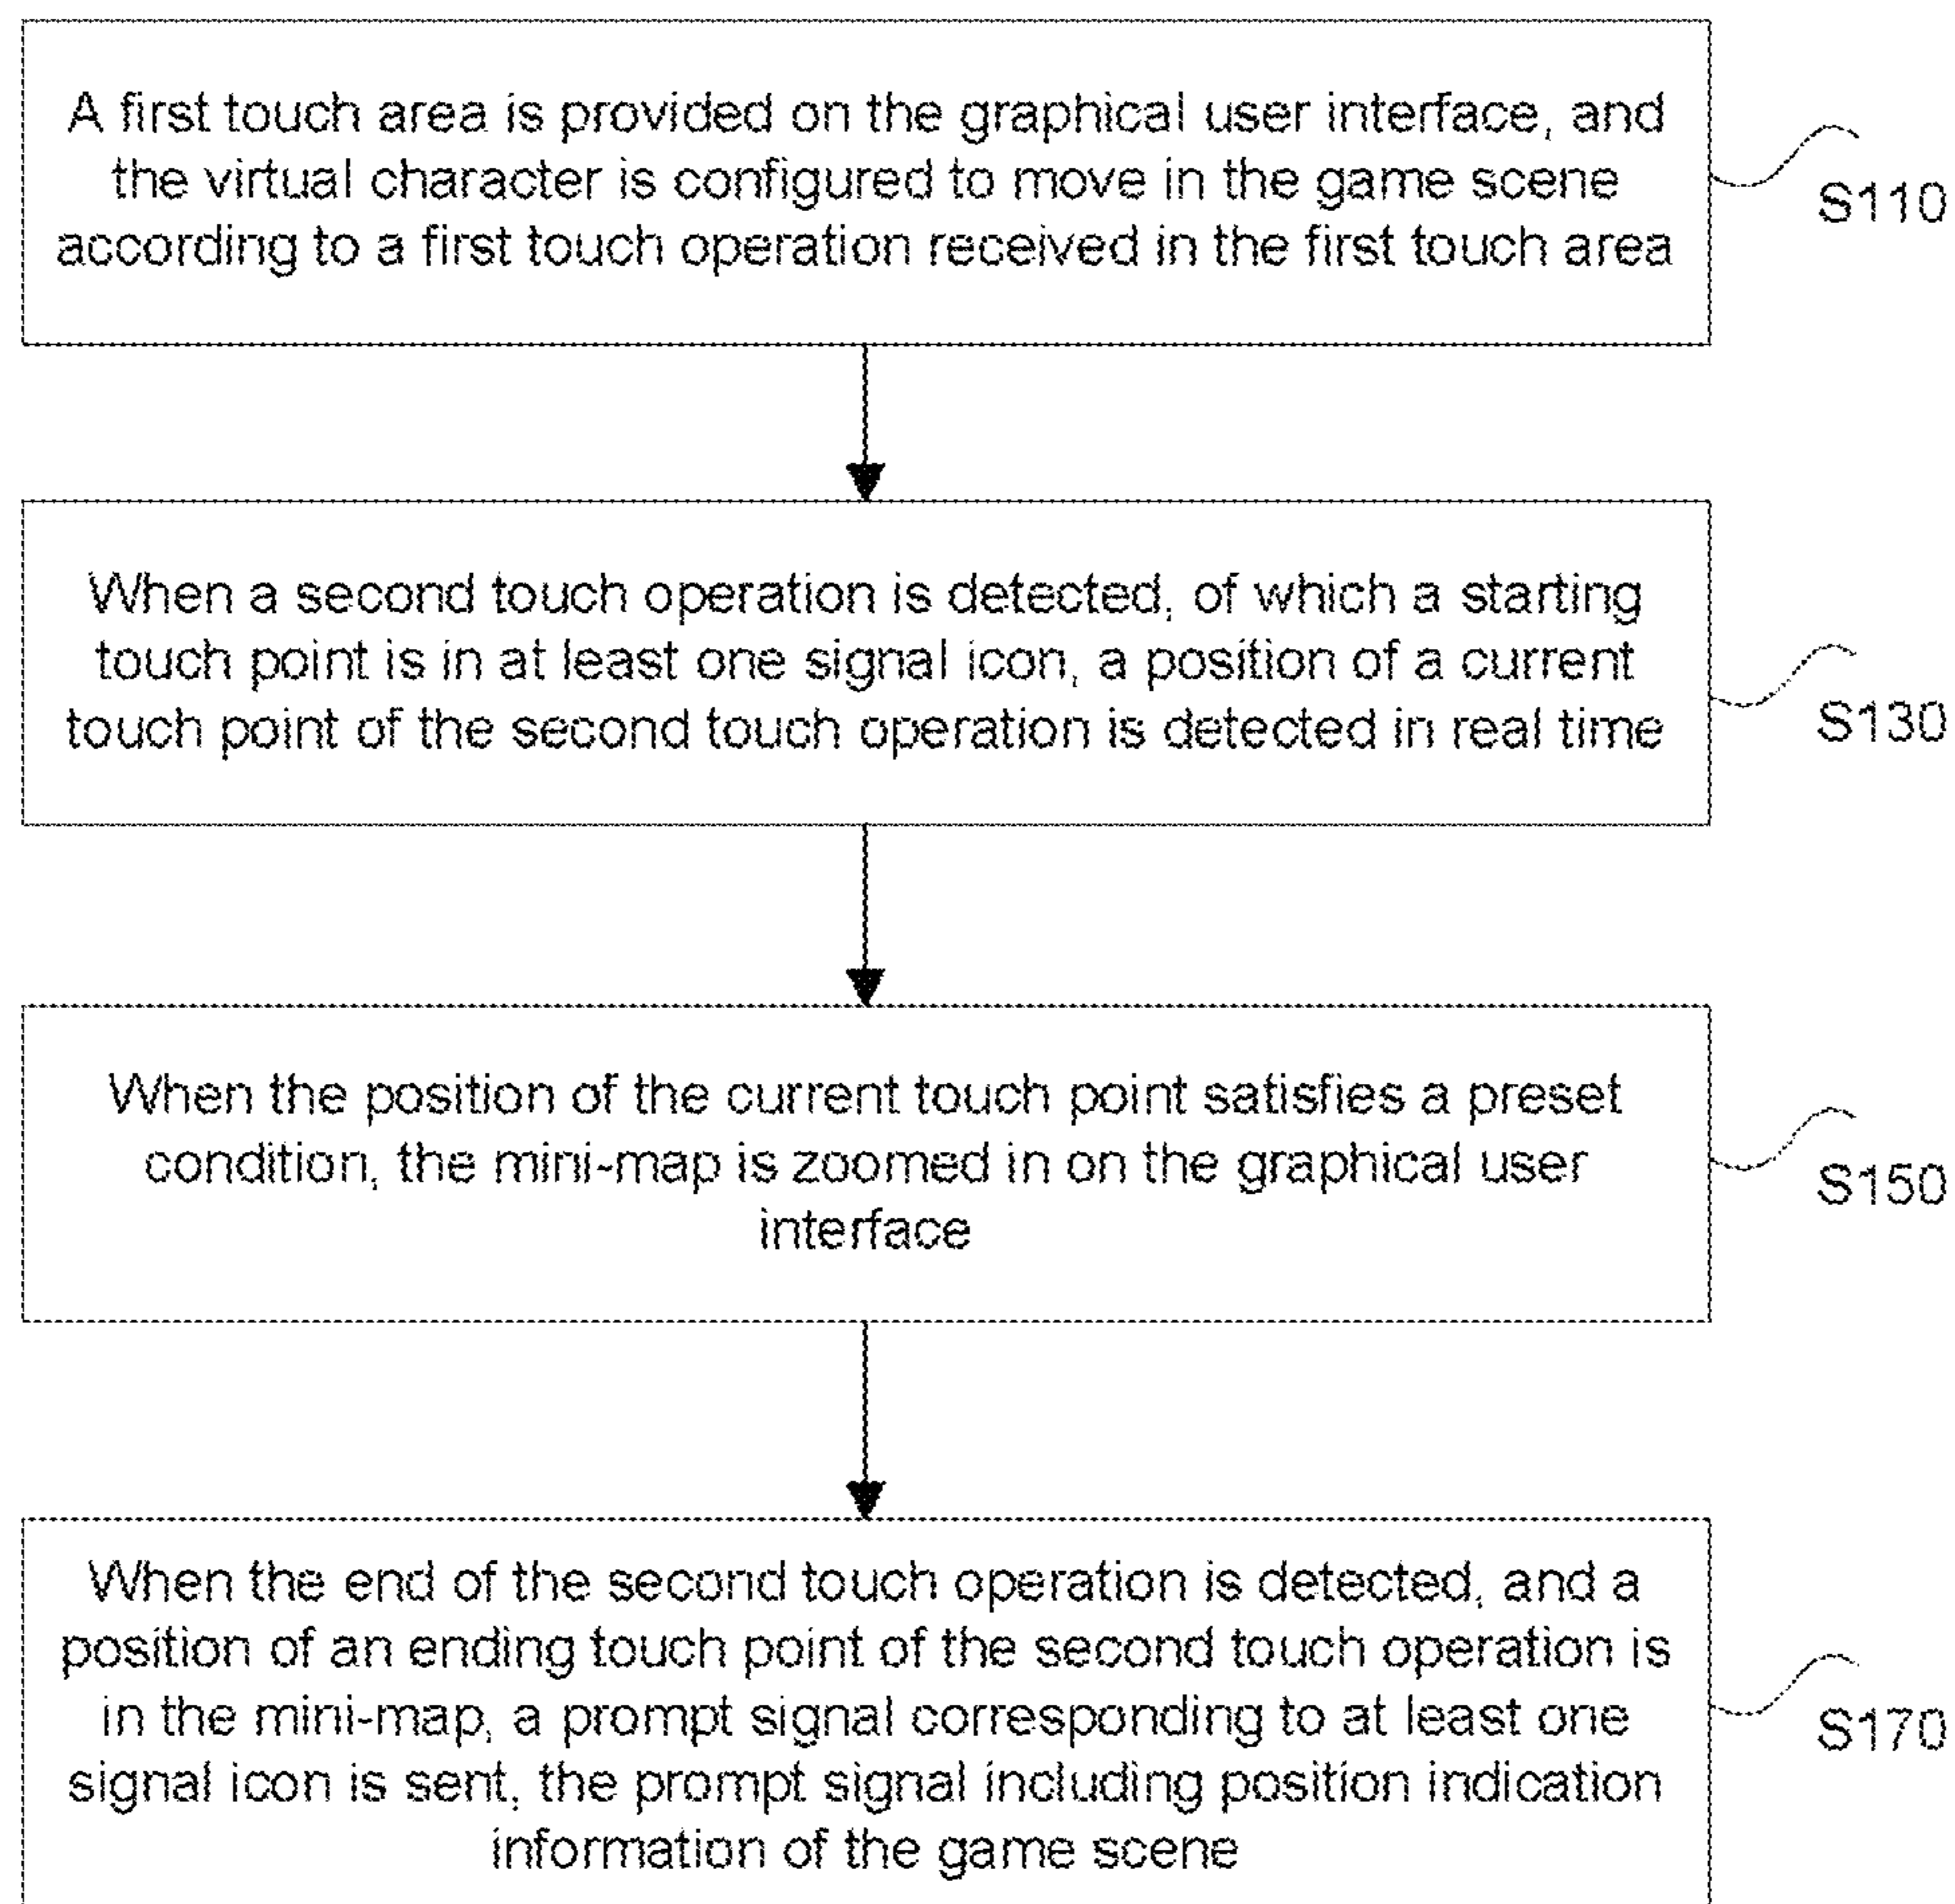 A first touch area is provided on the graphical user interface, and
the virtual character is configured to move in the game scene
according to a first touch operation received in the first touch area
S110
When a second touch operation is detected, of which a starting
touch point is in at least one signal icon, a position of a current
touch point of the second touch operation is detected in real time
S130
When the position of the current touch point satisfies a preset
condition, the mini-map is zoomed in on the graphical user
interface
S150
When the end of the second touch operation is detected, and a
position of an ending touch point of the second touch operation is
in the mini-map, a prompt signal corresponding to at least one
signal icon is sent, the prompt signal including position indication
information of the game scene
S170